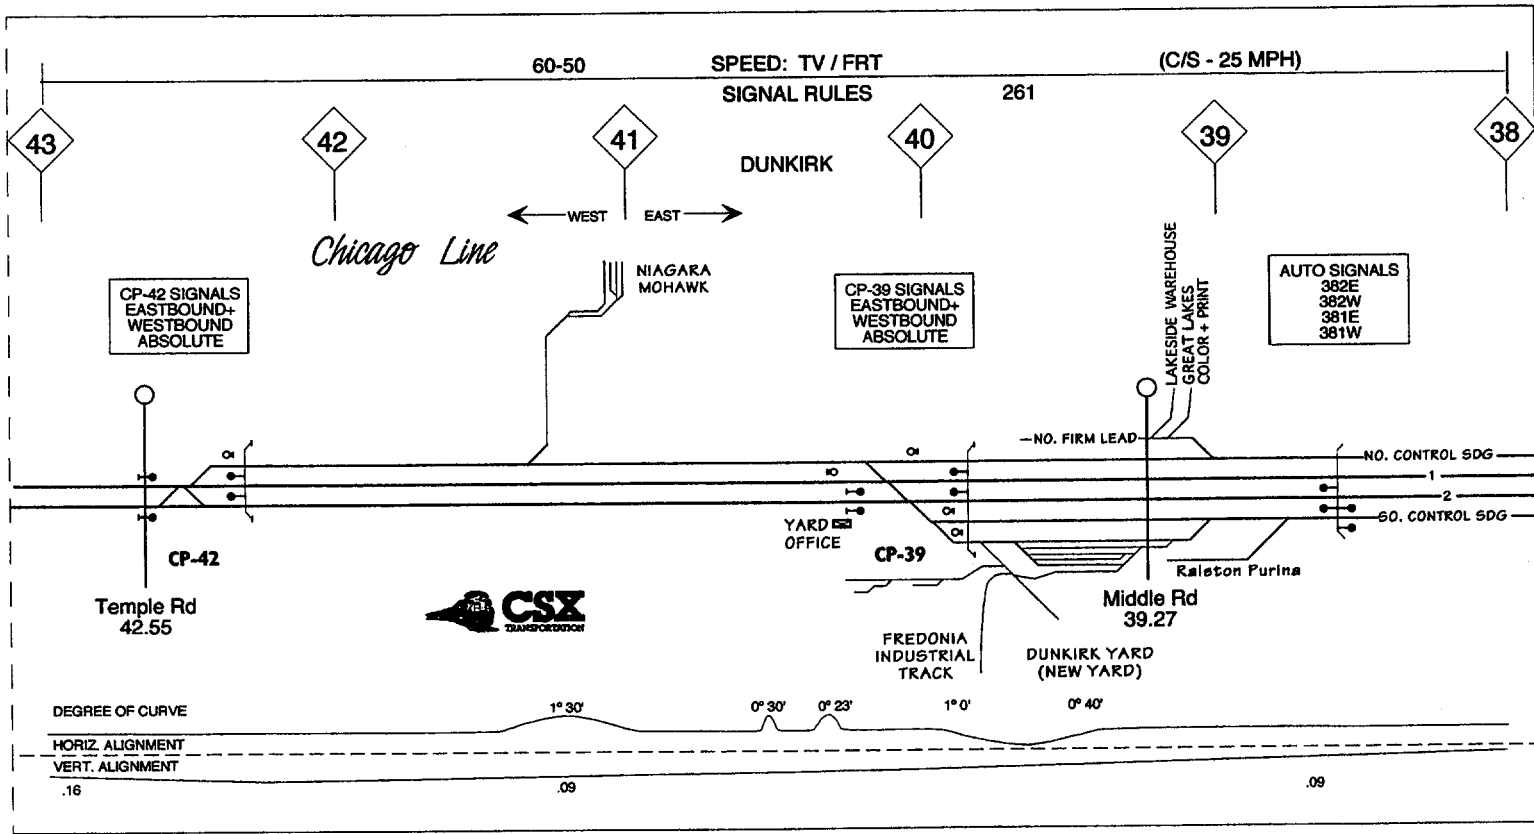 60-50 SPEED: TV / FRT (C/S - 25 MPH)
SIGNAL RULES 261
43 42 41 40 39 38
DUNKIRK
WEST EAST
Chicago Line
NIAGARA
MOHAWK
CP-42 SIGNALS
EASTBOUND+
WESTBOUND
ABSOLUTE
CP-39 SIGNALS
EASTBOUND+
WESTBOUND
ABSOLUTE
LAKESIDE WAREHOUSE
GREAT LAKES
COLOR + PRINT
AUTO SIGNALS
382E
382W
381E
381W
NO. FIRM LEAD
NO. CONTROL SDG
1
2
SO. CONTROL SDG
YARD
OFFICE
CP-42
CP-39
Ralston Purina
Temple Rd
42.55
CSX
TRANSPORTATION
Middle Rd
39.27
FREDONIA
INDUSTRIAL
TRACK
DUNKIRK YARD
(NEW YARD)
DEGREE OF CURVE 1° 30' 0° 30' 0° 23' 1° 0' 0° 40'
HORIZ. ALIGNMENT
VERT. ALIGNMENT
.16 .09 .09